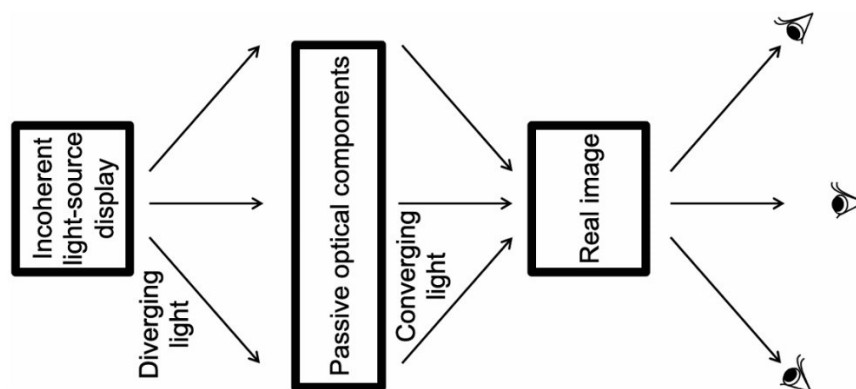 Incoherent
light-source
display
Diverging
light
Passive optical components
Converging
light
Real image